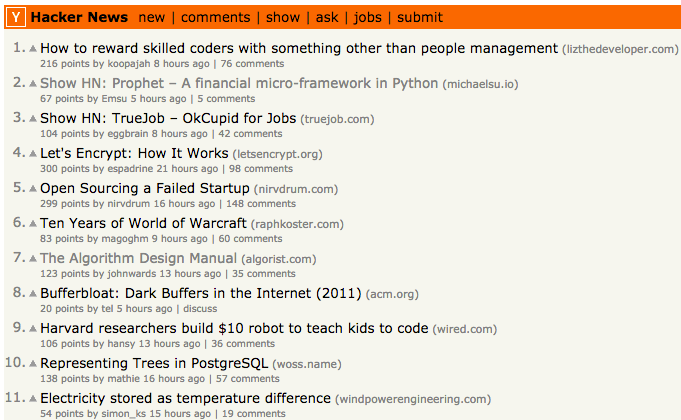 Y Hacker News new | comments | show | ask | jobs | submit
1. How to reward skilled coders with something other than people management (lizthedeveloper.com)
216 points by koopajah 8 hours ago | 76 comments
2. Show HN: Prophet – A financial micro-framework in Python (michaelsu.io)
67 points by Emsu 5 hours ago | 5 comments
3. Show HN: TrueJob – OkCupid for Jobs (truejob.com)
104 points by eggbrain 8 hours ago | 42 comments
4. Let's Encrypt: How It Works (letsencrypt.org)
300 points by espadrine 21 hours ago | 98 comments
5. Open Sourcing a Failed Startup (nirvdrum.com)
299 points by nirvdrum 16 hours ago | 148 comments
6. Ten Years of World of Warcraft (raphkoster.com)
83 points by magoghm 9 hours ago | 60 comments
7. The Algorithm Design Manual (algorist.com)
123 points by johnwards 13 hours ago | 35 comments
8. Bufferbloat: Dark Buffers in the Internet (2011) (acm.org)
20 points by tel 5 hours ago | discuss
9. Harvard researchers build $10 robot to teach kids to code (wired.com)
106 points by hansy 13 hours ago | 36 comments
10. Representing Trees in PostgreSQL (woss.name)
138 points by mathie 16 hours ago | 57 comments
11. Electricity stored as temperature difference (windpowerengineering.com)
54 points by simon_ks 15 hours ago | 19 comments